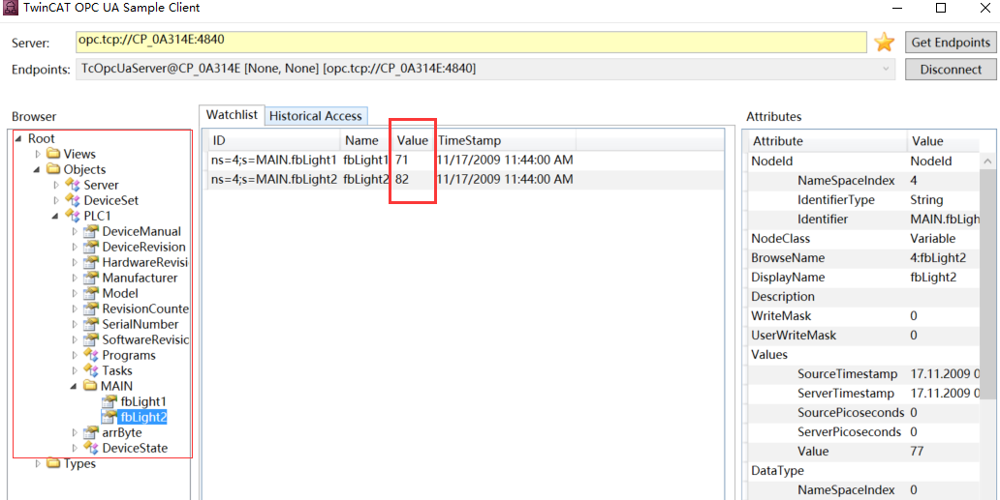 TwinCAT OPC UA Sample Client
Server: opc.tcp://CP_0A314E:4840 Get Endpoints
Endpoints: TcOpcUaServer@CP_0A314E [None, None] [opc.tcp://CP_0A314E:4840] Disconnect
Browser
Root
Views
Objects
Server
DeviceSet
PLC1
DeviceManual
DeviceRevision
HardwareRevisi
Manufacturer
Model
RevisionCounte
SerialNumber
SoftwareRevisic
Programs
Tasks
MAIN
fbLight1
fbLight2
arrByte
DeviceState
Types
Watchlist Historical Access
ID Name Value TimeStamp
ns=4;s=MAIN.fbLight1 fbLight1 71 11/17/2009 11:44:00 AM
ns=4;s=MAIN.fbLight2 fbLight2 82 11/17/2009 11:44:00 AM
Attributes
Attribute Value
NodeId NodeId
NameSpaceIndex 4
IdentifierType String
Identifier MAIN.fbLigh
NodeClass Variable
BrowseName 4:fbLight2
DisplayName fbLight2
Description
WriteMask 0
UserWriteMask 0
Values
SourceTimestamp 17.11.2009 0
ServerTimestamp 17.11.2009 0
SourcePicoseconds 0
ServerPicoseconds 0
Value 77
DataType
NameSpaceIndex 0